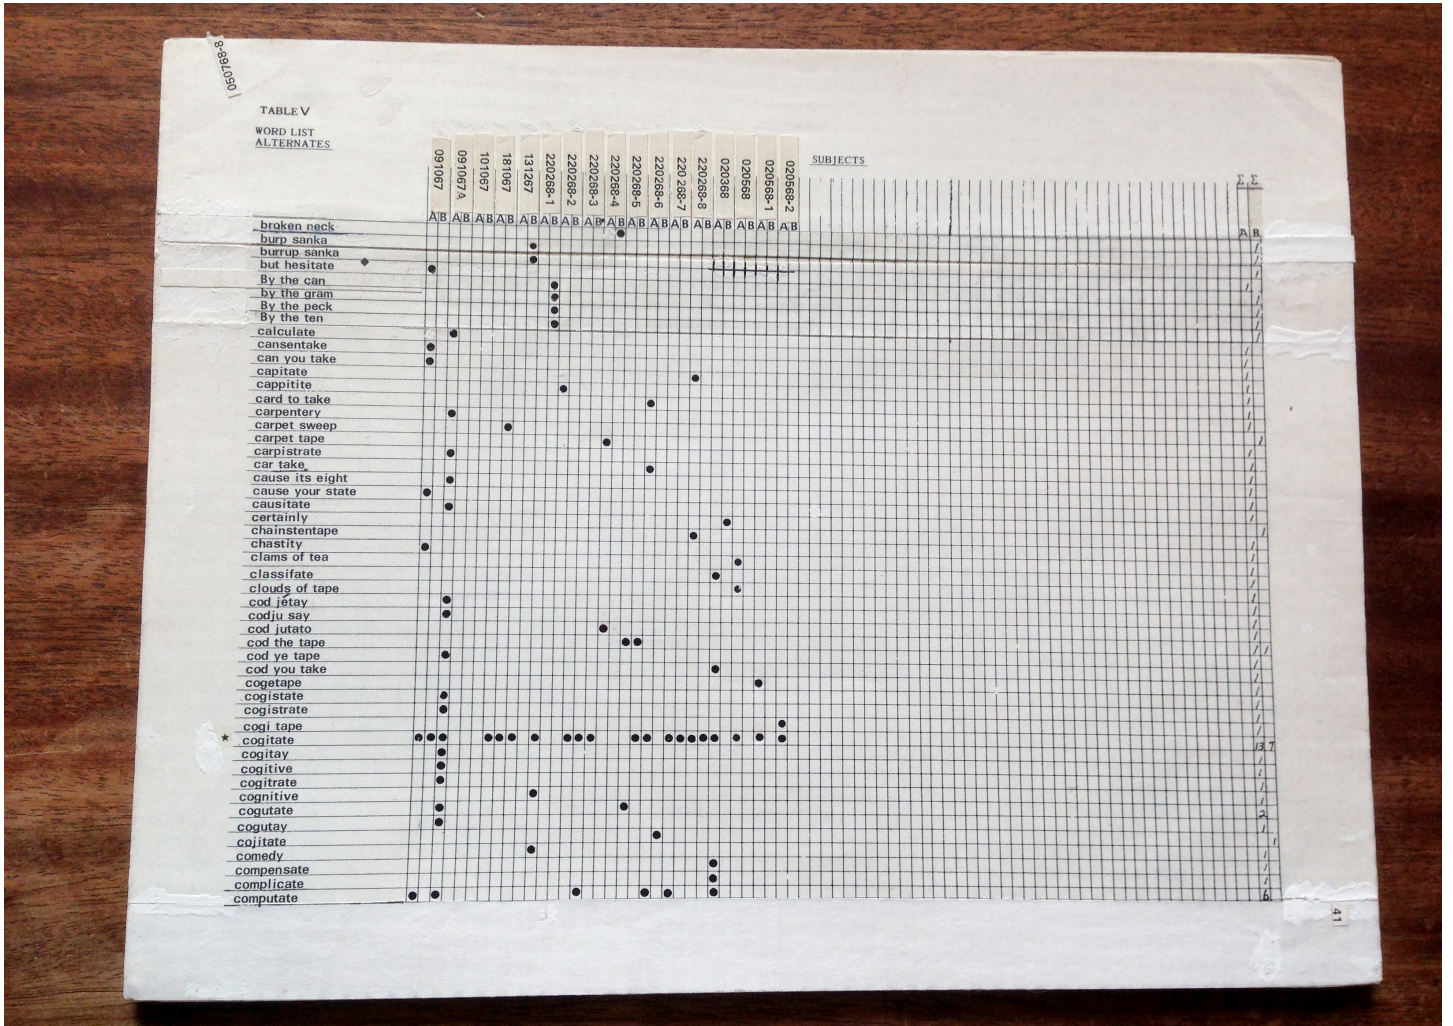 050768-8
TABLE V
WORD LIST
ALTERNATES
091067
091067A
101067
181067
131267
220268-1
220268-2
220268-3
220268-4
220268-5
220268-6
220268-7
220268-8
020368
020568
020568-1
020568-2
SUBJECTS
Σ Σ
A B A B A B A B A B A B A B A B A B A B A B A B A B A B A B A B A B
A B
broken neck
burp sanka
burrup sanka
but hesitate
By the can
by the gram
By the peck
By the ten
calculate
cansentake
can you take
capitate
cappitite
card to take
carpentery
carpet sweep
carpet tape
carpistrate
car take
cause its eight
cause your state
causitate
certainly
chainstentape
chastity
clams of tea
classifate
clouds of tape
cod jétay
codju say
cod jutato
cod the tape
cod ye tape
cod you take
cogetape
cogistate
cogistrate
cogi tape
* cogitate 13 7
cogitay
cogitive
cogitrate
cognitive
cogutate 2
cogutay
cojitate
comedy
compensate
complicate
computate 6
41